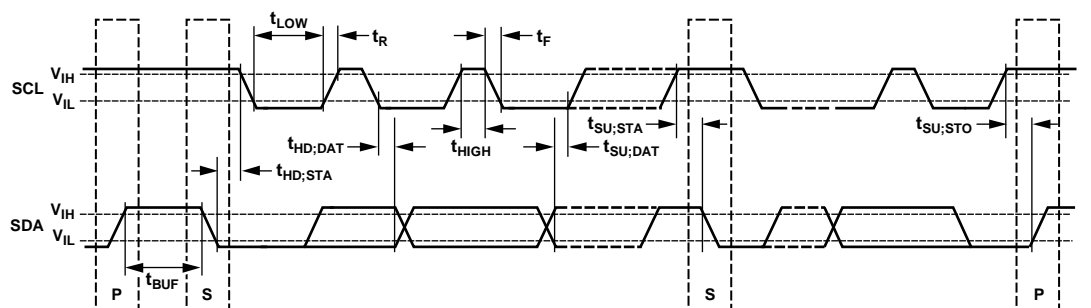 tLOW
tR
tF
VIH
SCL
VIL
tSU;STA
tSU;STO
tHD;DAT
tHIGH
tSU;DAT
tHD;STA
VIH
SDA
VIL
tBUF
P
S
S
P